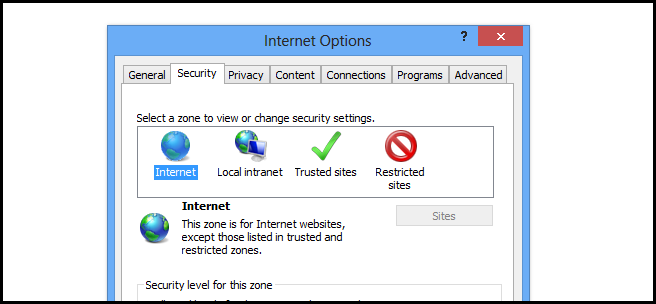 Internet Options
?
General Security Privacy Content Connections Programs Advanced
Select a zone to view or change security settings.
Internet Local intranet Trusted sites Restricted
sites
Internet
Sites
This zone is for Internet websites,
except those listed in trusted and
restricted zones.
Security level for this zone